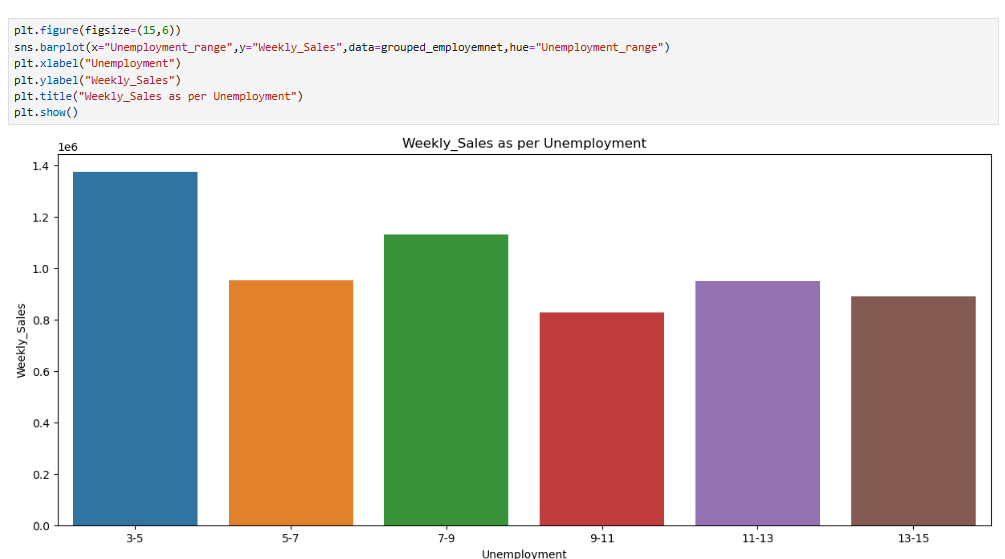 plt.figure(figsize=(15,6))
sns.barplot(x="Unemployment_range",y="Weekly_Sales",data=grouped_employemnet,hue="Unemployment_range")
plt.xlabel("Unemployment")
plt.ylabel("Weekly_Sales")
plt.title("Weekly_Sales as per Unemployment")
plt.show()
Weekly_Sales as per Unemployment
1e6
1.4
1.2
1.0
0.8
0.6
0.4
0.2
0.0
Weekly_Sales
3-5 5-7 7-9 9-11 11-13 13-15
Unemployment